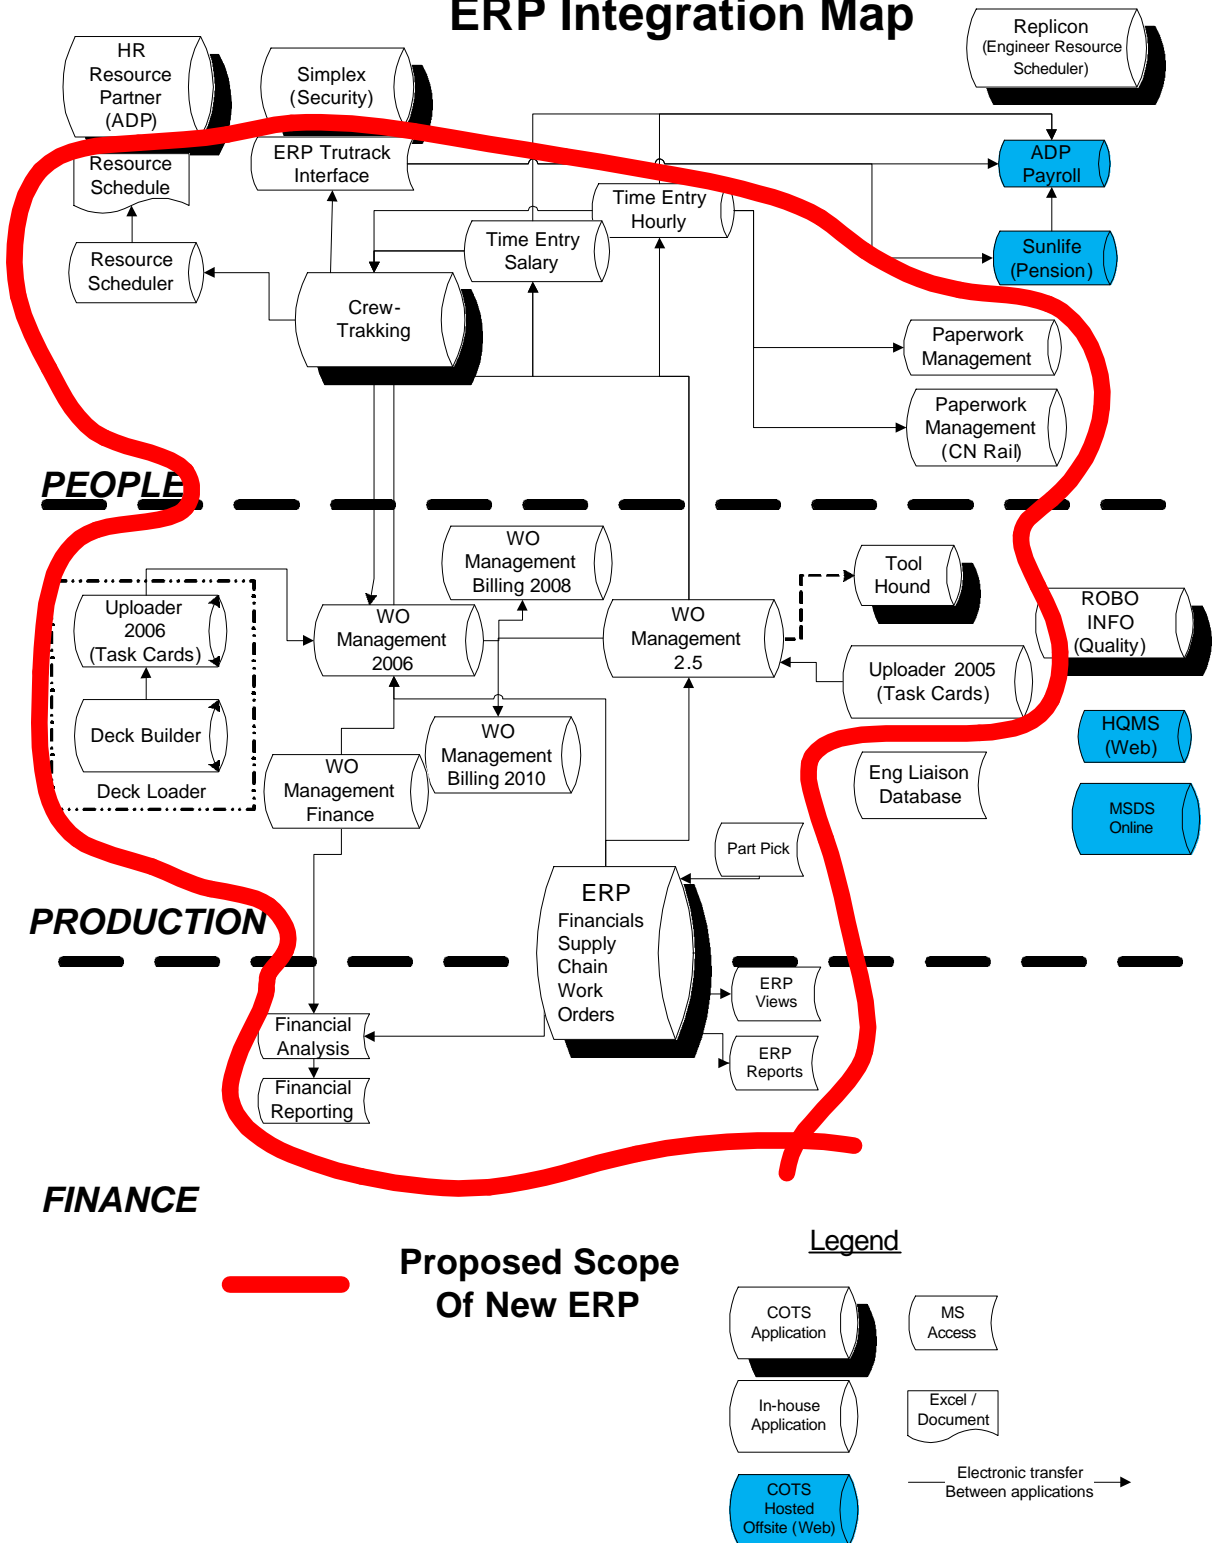 ERP Integration Map
HR
Resource
Partner
(ADP)
Simplex
(Security)
Replicon
(Engineer Resource
Scheduler)
Resource
Schedule
ERP Trutrack
Interface
ADP
Payroll
Time Entry
Hourly
Time Entry
Salary
Sunlife
(Pension)
Resource
Scheduler
Crew-
Trakking
Paperwork
Management
Paperwork
Management
(CN Rail)
PEOPLE
WO
Management
Billing 2008
Tool
Hound
Uploader
2006
(Task Cards)
WO
Management
2006
WO
Management
2.5
ROBO
INFO
(Quality)
Uploader 2005
(Task Cards)
Deck Builder
Deck Loader
WO
Management
Billing 2010
HQMS
(Web)
WO
Management
Finance
Eng Liaison
Database
MSDS
Online
Part Pick
PRODUCTION
ERP
Financials
Supply
Chain
Work
Orders
ERP
Views
Financial
Analysis
ERP
Reports
Financial
Reporting
FINANCE
Proposed Scope
Of New ERP
Legend
COTS
Application
MS
Access
In-house
Application
Excel /
Document
COTS
Hosted
Offsite (Web)
Electronic transfer
Between applications